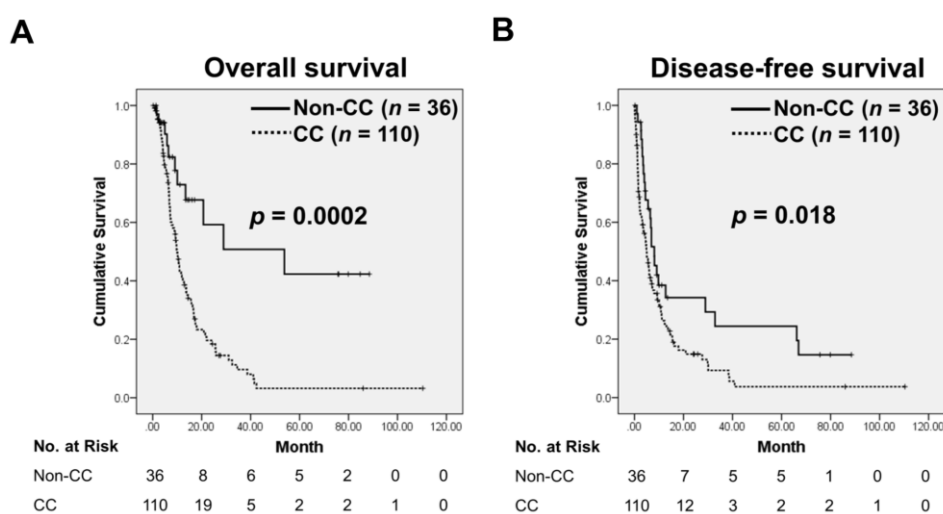 A
Overall survival
Non-CC (n = 36)
CC (n = 110)
p = 0.0002
Cumulative Survival
1.0
0.8
0.6
0.4
0.2
0.0
.00 20.00 40.00 60.00 80.00 100.00 120.00
Month
No. at Risk
Non-CC 36 8 6 5 2 0 0
CC 110 19 5 2 2 1 0
B
Disease-free survival
Non-CC (n = 36)
CC (n = 110)
p = 0.018
Cumulative Survival
1.0
0.8
0.6
0.4
0.2
0.0
.00 20.00 40.00 60.00 80.00 100.00 120.00
Month
No. at Risk
Non-CC 36 7 5 5 1 0 0
CC 110 12 3 2 2 1 0